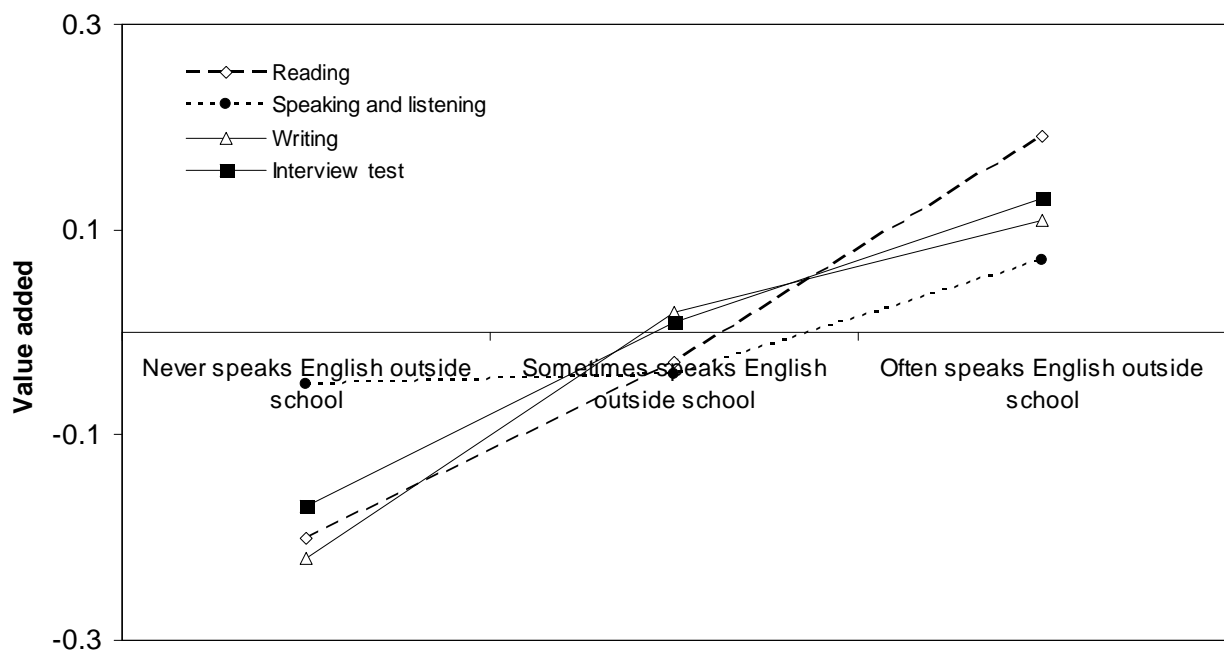 0.3
Reading
Speaking and listening
Writing
Interview test
0.1
Value added
Never speaks English outside
school
Sometimes speaks English
outside school
Often speaks English outside
school
-0.1
-0.3